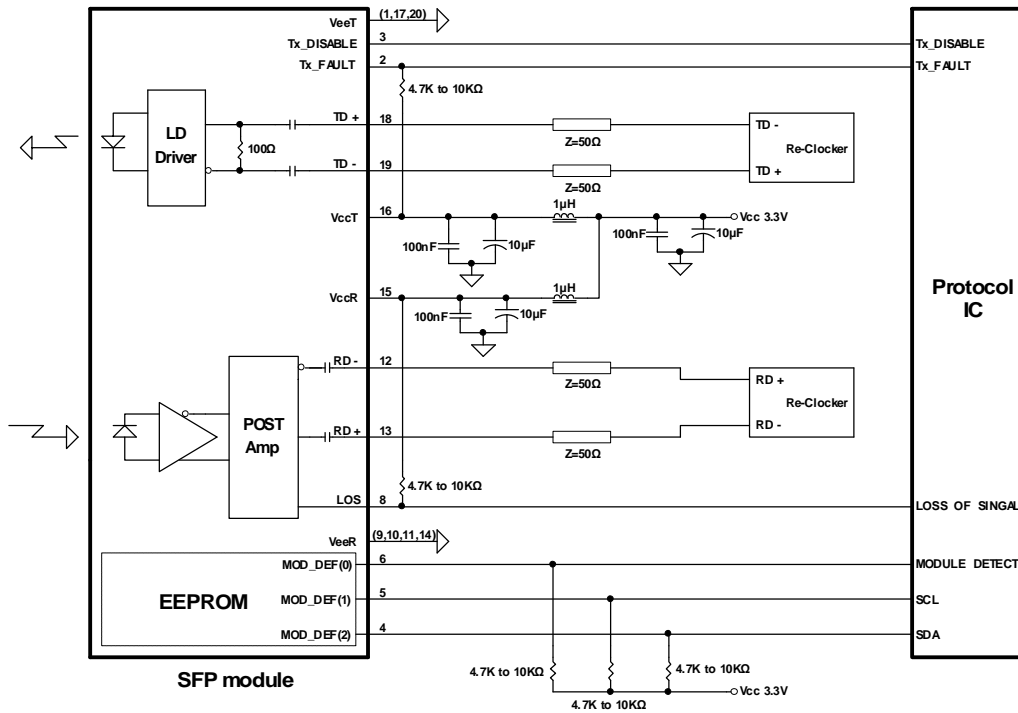 VeeT
(1,17,20)
Tx_DISABLE
3
Tx_DISABLE
Tx_FAULT
2
Tx_FAULT
4.7K to 10KΩ
LD
Driver
100Ω
TD +
18
TD -
Z=50Ω
Re-Clocker
TD -
19
TD +
Z=50Ω
VccT
16
1µH
Vcc 3.3V
100nF
10µF
100nF
10µF
VccR
15
1µH
100nF
10µF
Protocol
IC
RD -
12
Z=50Ω
RD +
Re-Clocker
POST
Amp
RD+
13
Z=50Ω
RD -
4.7K to 10KΩ
LOS
8
LOSS OF SINGAL
VeeR
(9,10,11,14)
MOD_DEF(0)
6
MODULE DETECT
EEPROM
MOD_DEF(1)
5
SCL
MOD_DEF(2)
4
SDA
4.7K to 10KΩ
4.7K to 10KΩ
4.7K to 10KΩ
Vcc 3.3V
SFP module